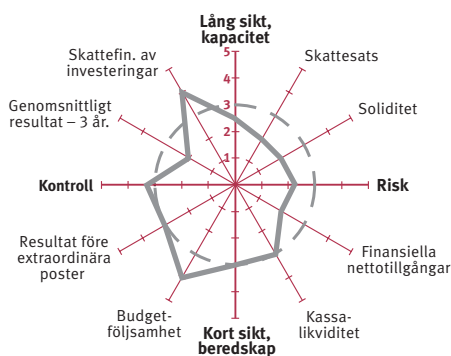 Lång sikt,
kapacitet
Skattefin. av
investeringar
Skattesats
Genomsnittligt
resultat – 3 år.
Soliditet
5
4
3
2
1
Kontroll
Risk
Resultat före
extraordinära
poster
Finansiella
nettotillgångar
Budget-
följsamhet
Kassa-
likviditet
Kort sikt,
beredskap